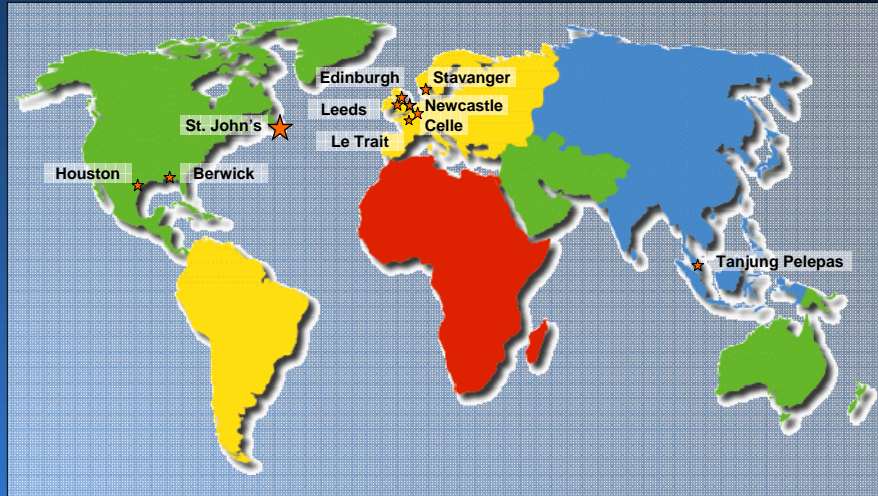 Edinburgh
Stavanger
Leeds
Newcastle
St. John's
Celle
Le Trait
Houston
Berwick
Tanjung Pelepas